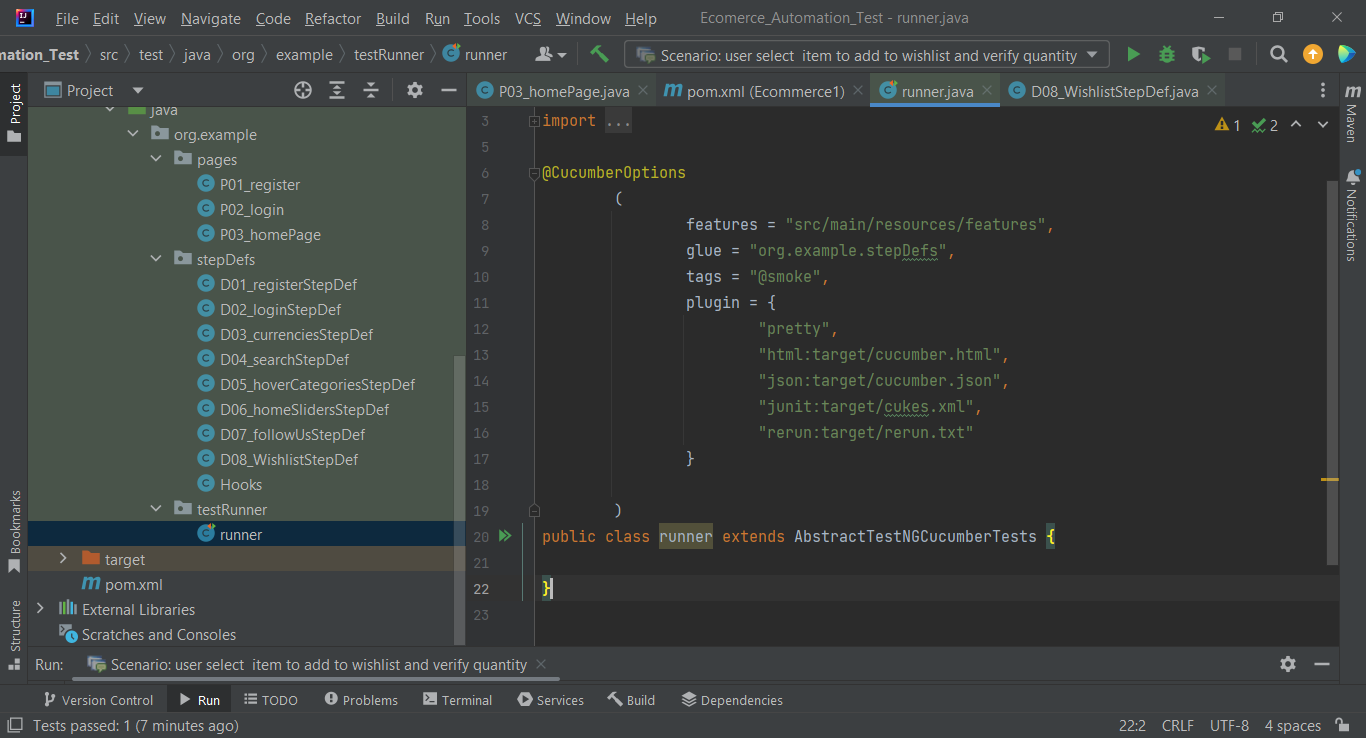 File Edit View Navigate Code Refactor Build Run Tools VCS Window Help Ecomerce_Automation_Test - runner.java
mation_Test src test java org example testRunner runner Scenario: user select item to add to wishlist and verify quantity
Project
Project
P03_homePage.java pom.xml (Ecommerce1) runner.java D08_WishlistStepDef.java
Maven
Notifications
java
org.example
pages
P01_register
P02_login
P03_homePage
stepDefs
D01_registerStepDef
D02_loginStepDef
D03_currenciesStepDef
D04_searchStepDef
D05_hoverCategoriesStepDef
D06_homeSlidersStepDef
D07_followUsStepDef
D08_WishlistStepDef
Hooks
testRunner
runner
target
pom.xml
External Libraries
Scratches and Consoles
Bookmarks
Structure
1 2
3 import ...
5
6 @CucumberOptions
7 (
8 features = "src/main/resources/features",
9 glue = "org.example.stepDefs",
10 tags = "@smoke",
11 plugin = {
12 "pretty",
13 "html:target/cucumber.html",
14 "json:target/cucumber.json",
15 "junit:target/cukes.xml",
16 "rerun:target/rerun.txt"
17 }
18
19 )
20 public class runner extends AbstractTestNGCucumberTests {
21
22 }
23
Run: Scenario: user select item to add to wishlist and verify quantity
Version Control Run TODO Problems Terminal Services Build Dependencies
Tests passed: 1 (7 minutes ago) 22:2 CRLF UTF-8 4 spaces